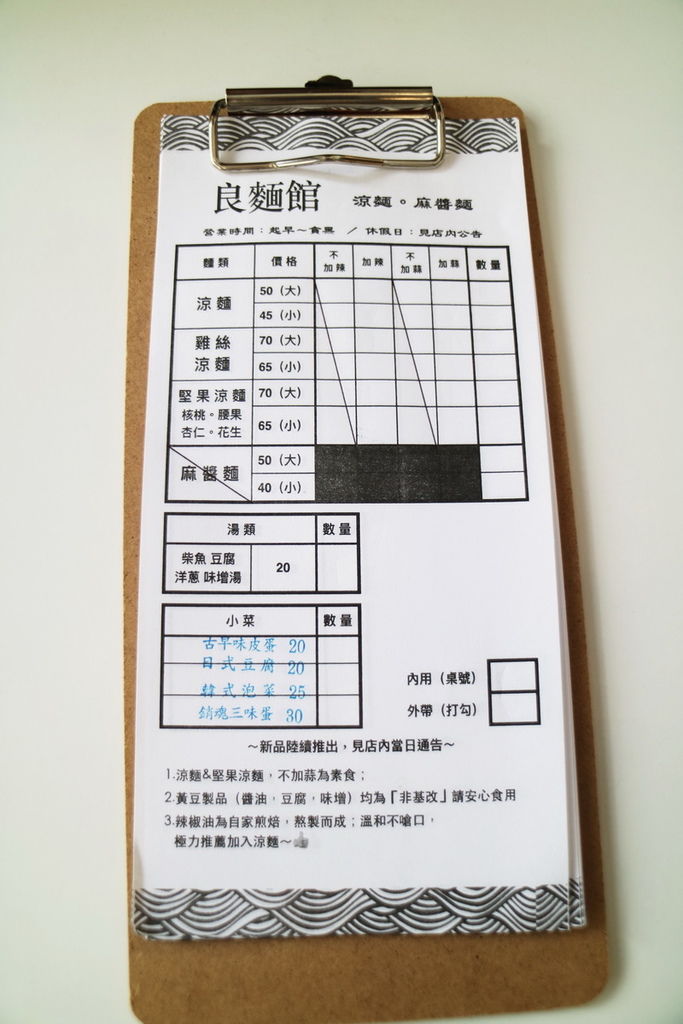 良麵館 涼麵。麻醬麵
營業時間：起早～貪黑 ／ 休假日：見店內公告
麵類 價格 不加辣 加辣 不加蒜 加蒜 數量
涼麵 50（大）
45（小）
雞絲涼麵 70（大）
65（小）
堅果涼麵 70（大）
核桃。腰果
杏仁。花生 65（小）
麻醬麵 50（大）
40（小）
湯類 數量
柴魚 豆腐
洋蔥 味增湯 20
小菜 數量
古早味皮蛋 20
日式豆腐 20
韓式泡菜 25
銷魂三味蛋 30
內用（桌號）
外帶（打勾）
～新品陸續推出，見店內當日通告～
1.涼麵&堅果涼麵，不加蒜為素食；
2.黃豆製品（醬油，豆腐，味增）均為「非基改」請安心食用
3.辣椒油為自家煎焙，熬製而成；溫和不嗆口，
極力推薦加入涼麵～👍